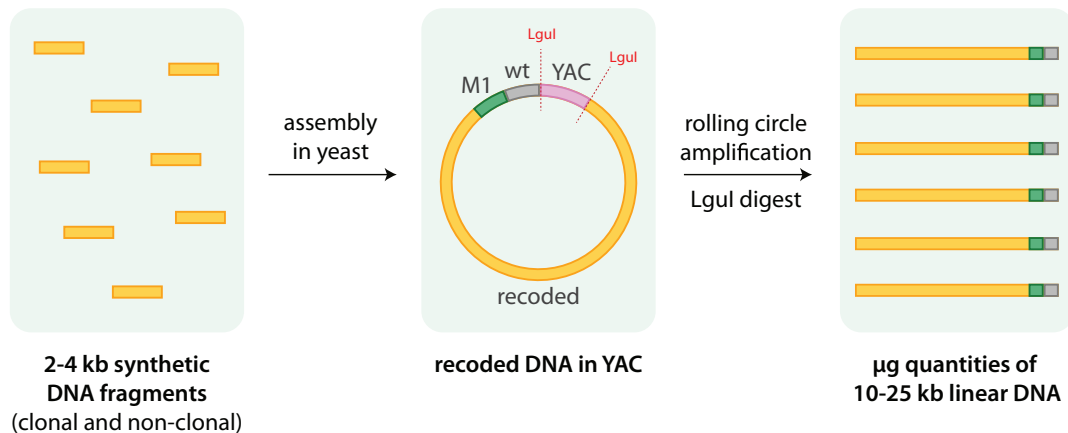 assembly
in yeast
M1
wt
LguI
YAC
LguI
recoded
rolling circle
amplification
LguI digest
2-4 kb synthetic
DNA fragments
(clonal and non-clonal)
recoded DNA in YAC
µg quantities of
10-25 kb linear DNA